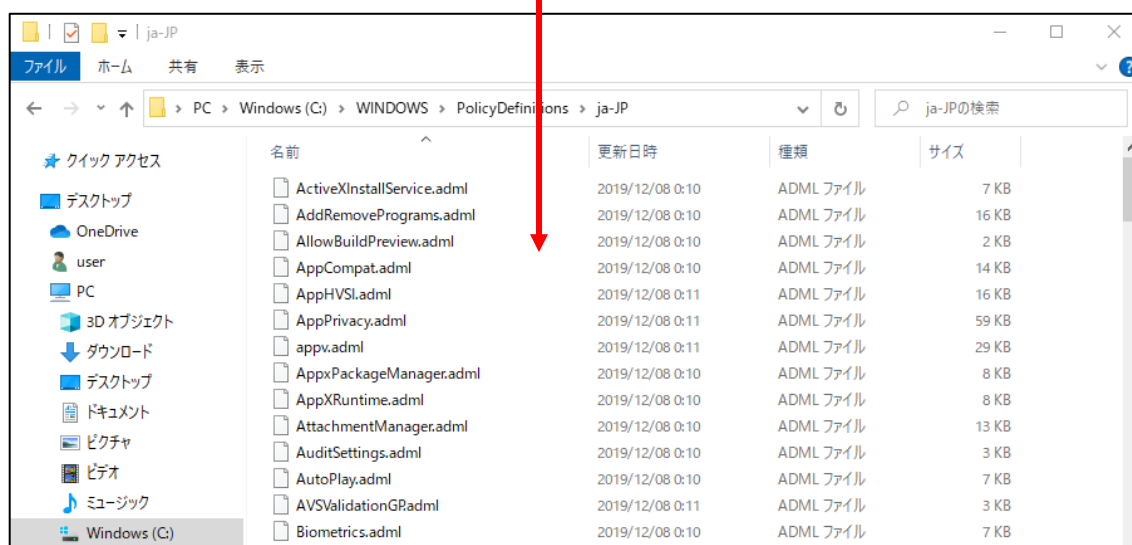 ja-JP
ファイル ホーム 共有 表示
PC > Windows (C:) > WINDOWS > PolicyDefinitions > ja-JP ja-JPの検索
名前 更新日時 種類 サイズ
クイック アクセス
デスクトップ
OneDrive
user
PC
3D オブジェクト
ダウンロード
デスクトップ
ドキュメント
ピクチャ
ビデオ
ミュージック
Windows (C:)
ActiveXInstallService.adml 2019/12/08 0:10 ADML ファイル 7 KB
AddRemovePrograms.adml 2019/12/08 0:10 ADML ファイル 16 KB
AllowBuildPreview.adml 2019/12/08 0:10 ADML ファイル 2 KB
AppCompat.adml 2019/12/08 0:10 ADML ファイル 14 KB
AppHVSI.adml 2019/12/08 0:11 ADML ファイル 16 KB
AppPrivacy.adml 2019/12/08 0:11 ADML ファイル 59 KB
appv.adml 2019/12/08 0:11 ADML ファイル 29 KB
AppxPackageManager.adml 2019/12/08 0:10 ADML ファイル 8 KB
AppXRuntime.adml 2019/12/08 0:10 ADML ファイル 8 KB
AttachmentManager.adml 2019/12/08 0:10 ADML ファイル 13 KB
AuditSettings.adml 2019/12/08 0:10 ADML ファイル 3 KB
AutoPlay.adml 2019/12/08 0:10 ADML ファイル 7 KB
AVSValidationGP.adml 2019/12/08 0:11 ADML ファイル 3 KB
Biometrics.adml 2019/12/08 0:10 ADML ファイル 7 KB